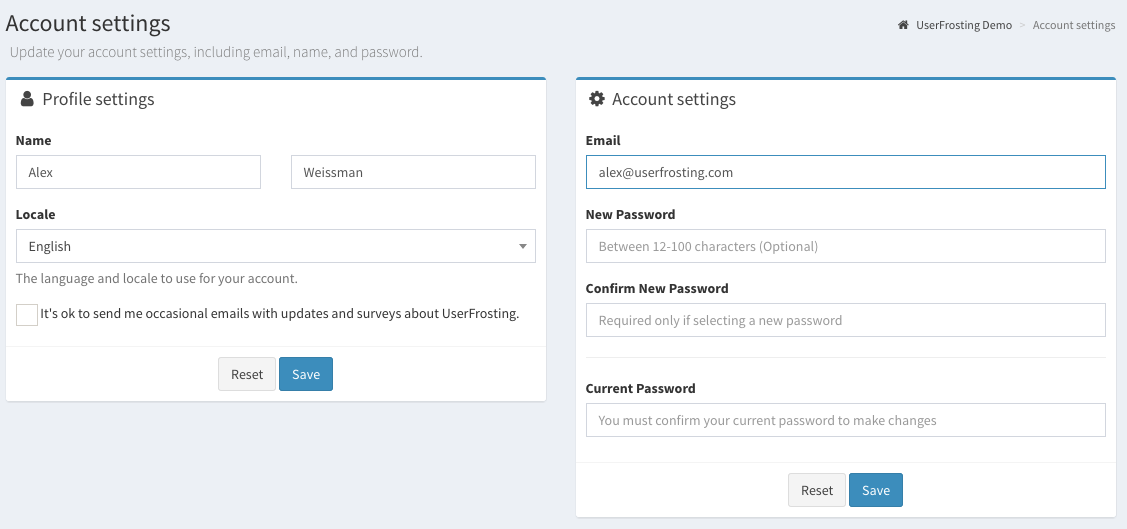 Account settings
UserFrosting Demo > Account settings
Update your account settings, including email, name, and password.
Profile settings
Name
Alex
Weissman
Locale
English
The language and locale to use for your account.
It's ok to send me occasional emails with updates and surveys about UserFrosting.
Reset
Save
Account settings
Email
alex@userfrosting.com
New Password
Between 12-100 characters (Optional)
Confirm New Password
Required only if selecting a new password
Current Password
You must confirm your current password to make changes
Reset
Save